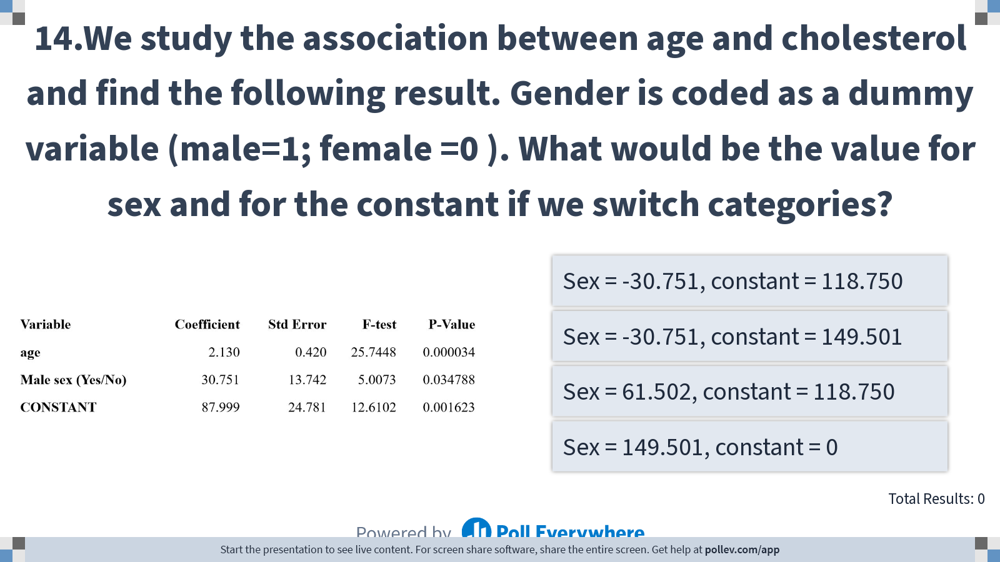 14.We study the association between age and cholesterol
and find the following result. Gender is coded as a dummy
variable (male=1; female =0 ). What would be the value for
sex and for the constant if we switch categories?
Variable Coefficient Std Error F-test P-Value
age 2.130 0.420 25.7448 0.000034
Male sex (Yes/No) 30.751 13.742 5.0073 0.034788
CONSTANT 87.999 24.781 12.6102 0.001623
Sex = -30.751, constant = 118.750
Sex = -30.751, constant = 149.501
Sex = 61.502, constant = 118.750
Sex = 149.501, constant = 0
Total Results: 0
Powered by Poll Everywhere
Start the presentation to see live content. For screen share software, share the entire screen. Get help at pollev.com/app